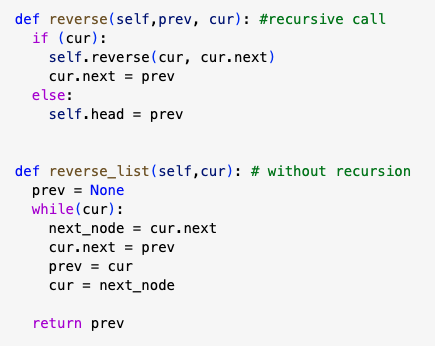 def reverse(self,prev, cur): #recursive call
  if (cur):
    self.reverse(cur, cur.next)
    cur.next = prev
  else:
    self.head = prev
def reverse_list(self,cur): # without recursion
  prev = None
  while(cur):
    next_node = cur.next
    cur.next = prev
    prev = cur
    cur = next_node
  return prev